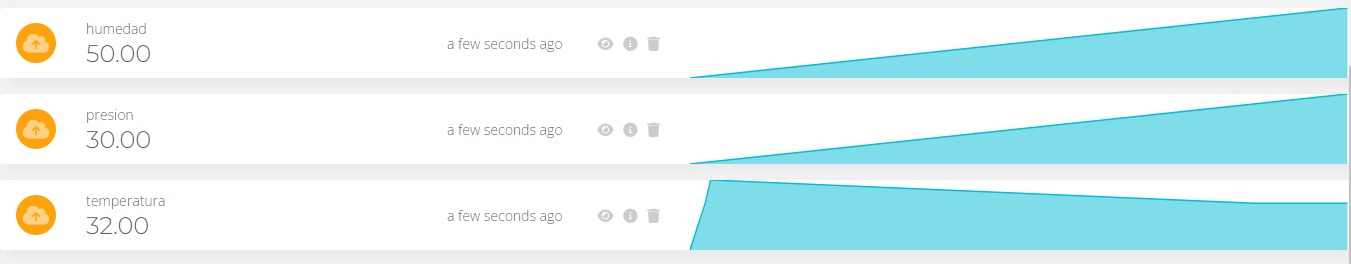 humedad
50.00
a few seconds ago
presion
30.00
a few seconds ago
temperatura
32.00
a few seconds ago